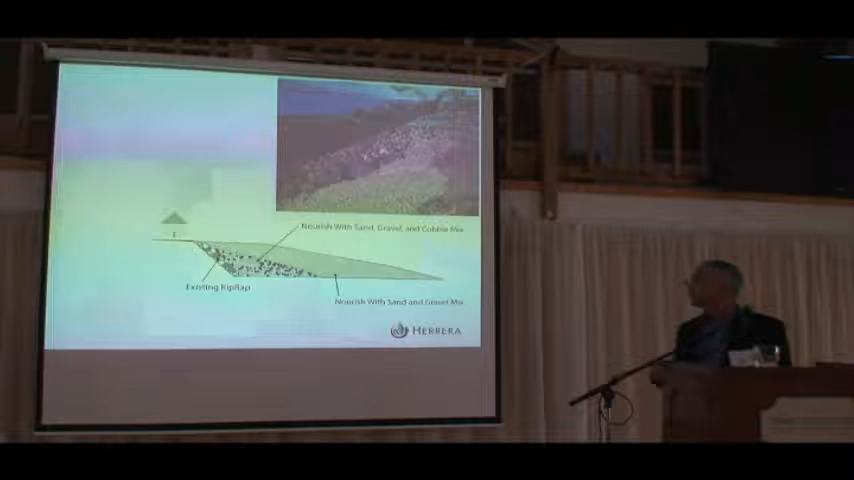 Nourish With Sand, Gravel, and Cobble Mix
Existing RipRap
Nourish With Sand and Gravel Mix
HERRERA